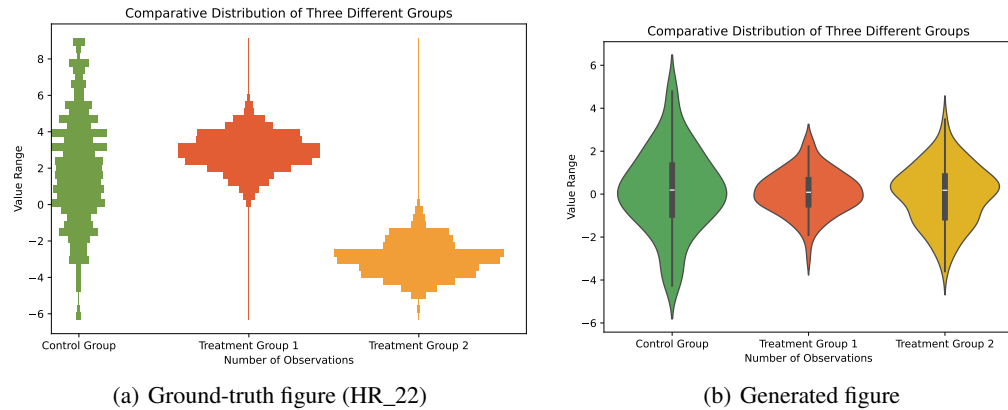 Comparative Distribution of Three Different Groups
Value Range
8
6
4
2
0
−2
−4
−6
Control Group
Treatment Group 1
Treatment Group 2
Number of Observations
(a) Ground-truth figure (HR_22)
Comparative Distribution of Three Different Groups
Value Range
6
4
2
0
−2
−4
−6
Control Group
Treatment Group 1
Treatment Group 2
Number of Observations
(b) Generated figure